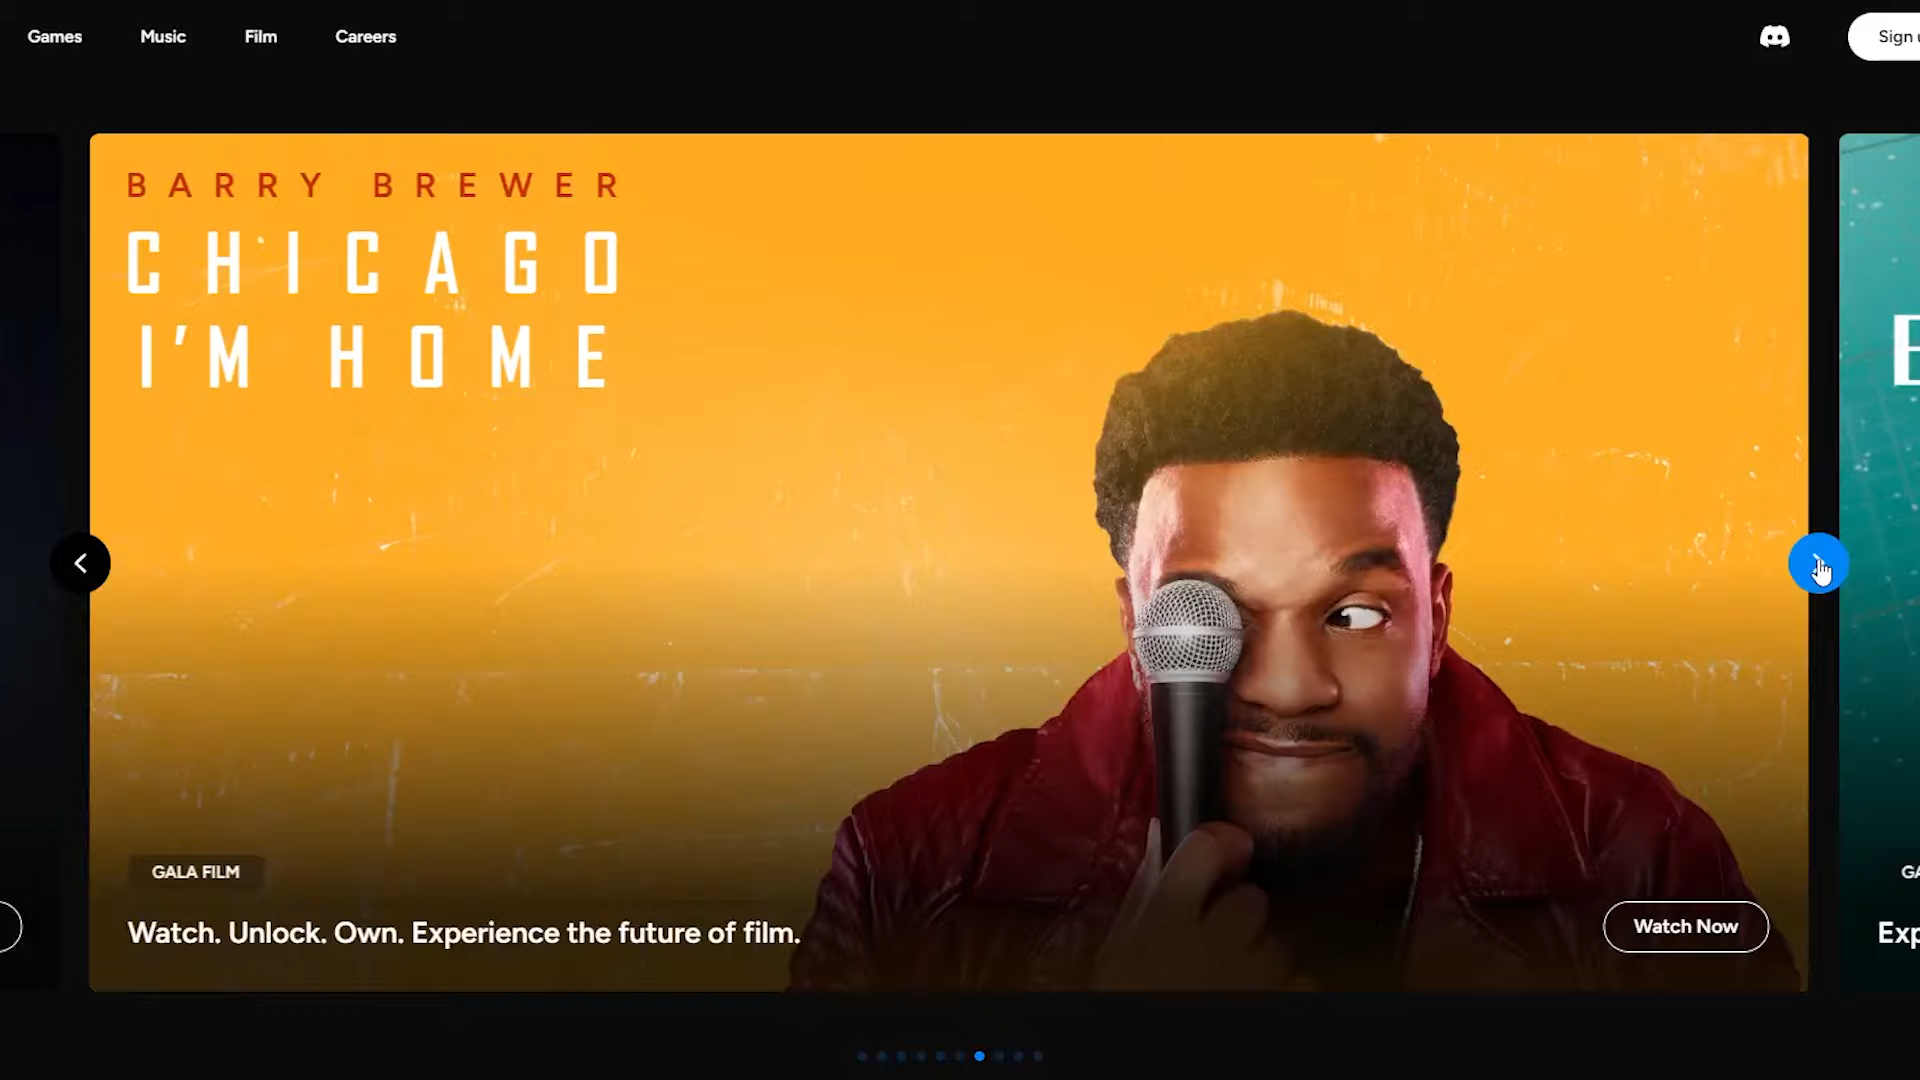 Games Music Film Careers
Sign
BARRY BREWER
CHICAGO
I'M HOME
GALA FILM
Watch. Unlock. Own. Experience the future of film.
Watch Now